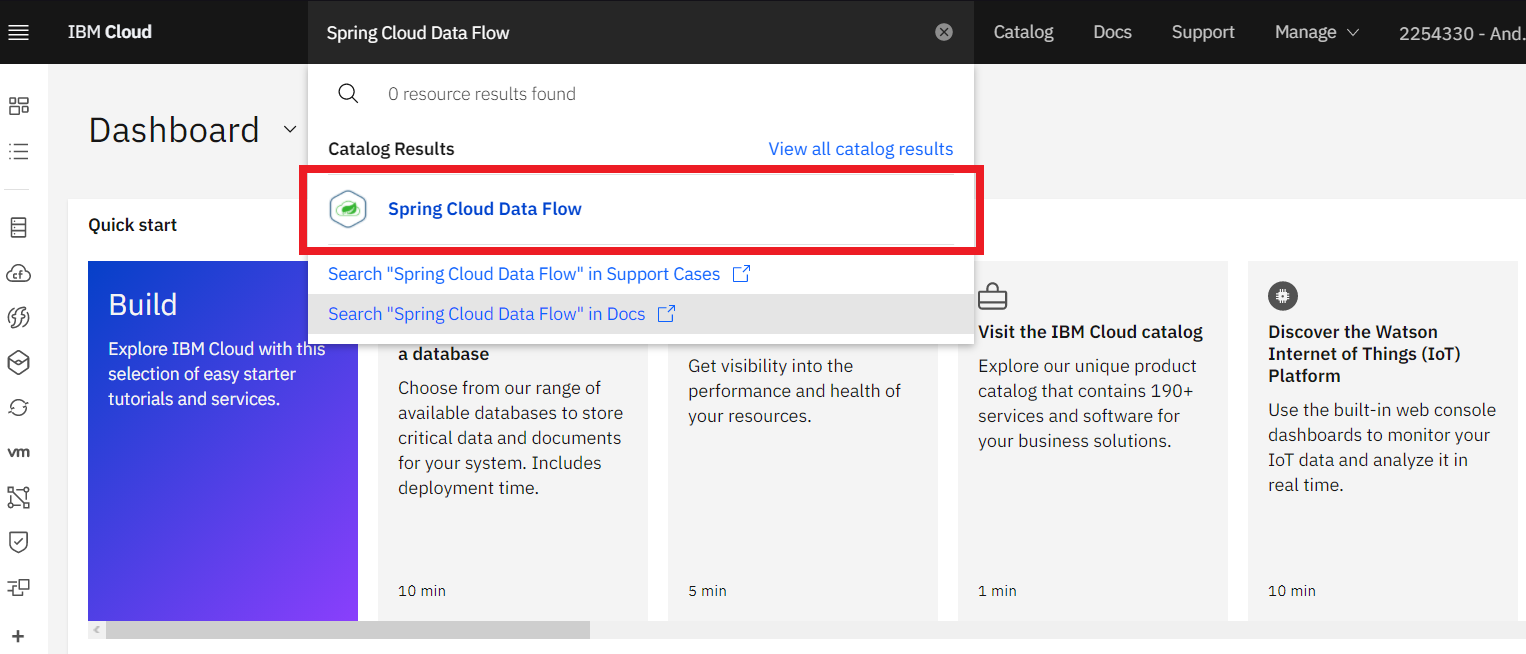 IBM Cloud
Spring Cloud Data Flow
Catalog
Docs
Support
Manage
2254330 - And.
0 resource results found
Dashboard
Catalog Results
View all catalog results
Spring Cloud Data Flow
Quick start
Search "Spring Cloud Data Flow" in Support Cases
Search "Spring Cloud Data Flow" in Docs
cf
vm
Build
Explore IBM Cloud with this
selection of easy starter
tutorials and services.
a database
Choose from our range of
available databases to store
critical data and documents
for your system. Includes
deployment time.
10 min
Get visibility into the
performance and health of
your resources.
5 min
Visit the IBM Cloud catalog
Explore our unique product
catalog that contains 190+
services and software for
your business solutions.
1 min
Discover the Watson
Internet of Things (IoT)
Platform
Use the built-in web console
dashboards to monitor your
IoT data and analyze it in
real time.
10 min